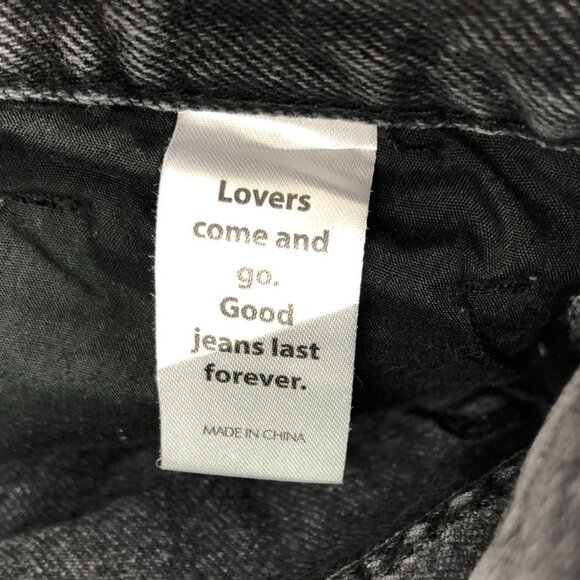 Lovers
come and
go.
Good
jeans last
forever.
MADE IN CHINA